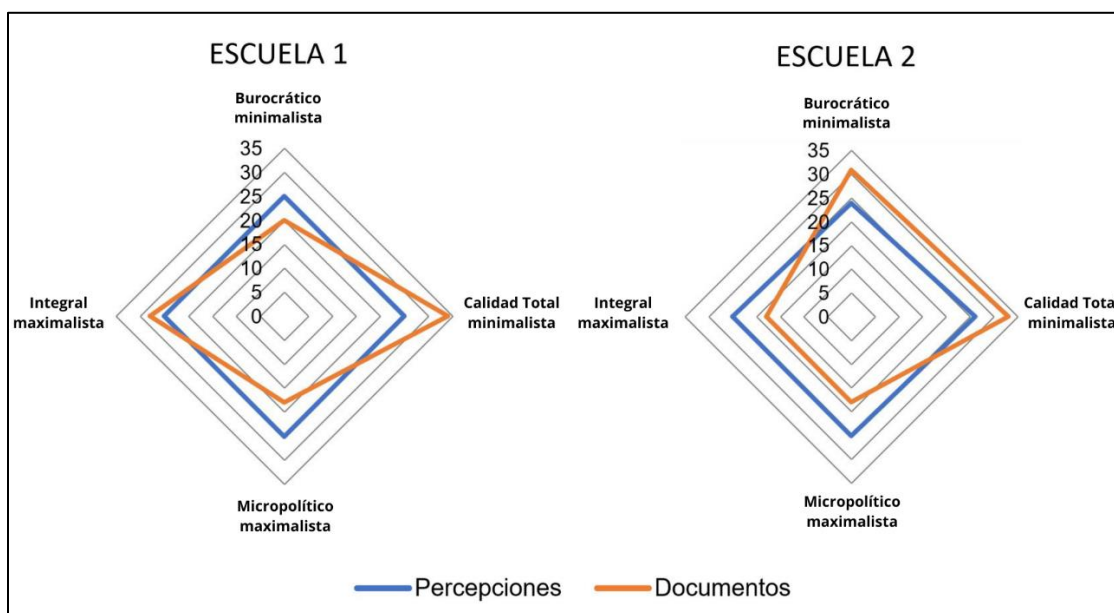 ESCUELA 1
Burocrático
minimalista
35
30
25
20
15
10
5
0
Integral
maximalista
Calidad Total
minimalista
Micropolítico
maximalista
ESCUELA 2
Burocrático
minimalista
35
30
25
20
15
10
5
0
Integral
maximalista
Calidad Total
minimalista
Micropolítico
maximalista
Percepciones
Documentos